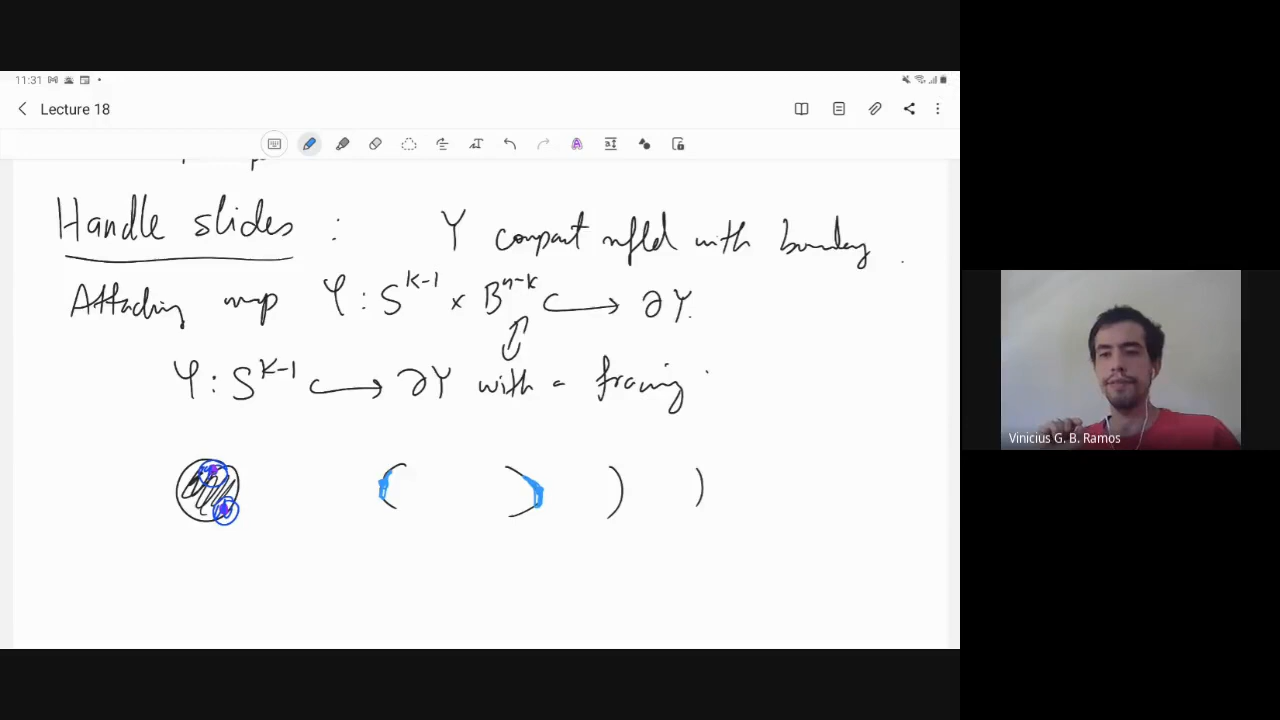 11:31
Lecture 18
Handle slides : Y compact mfld with boundary.
Attaching map φ : S^{k-1} × B^{n-k} ↪ ∂Y.
φ : S^{k-1} ↪ ∂Y with a framing.
( ) ) )
Vinicius G. B. Ramos